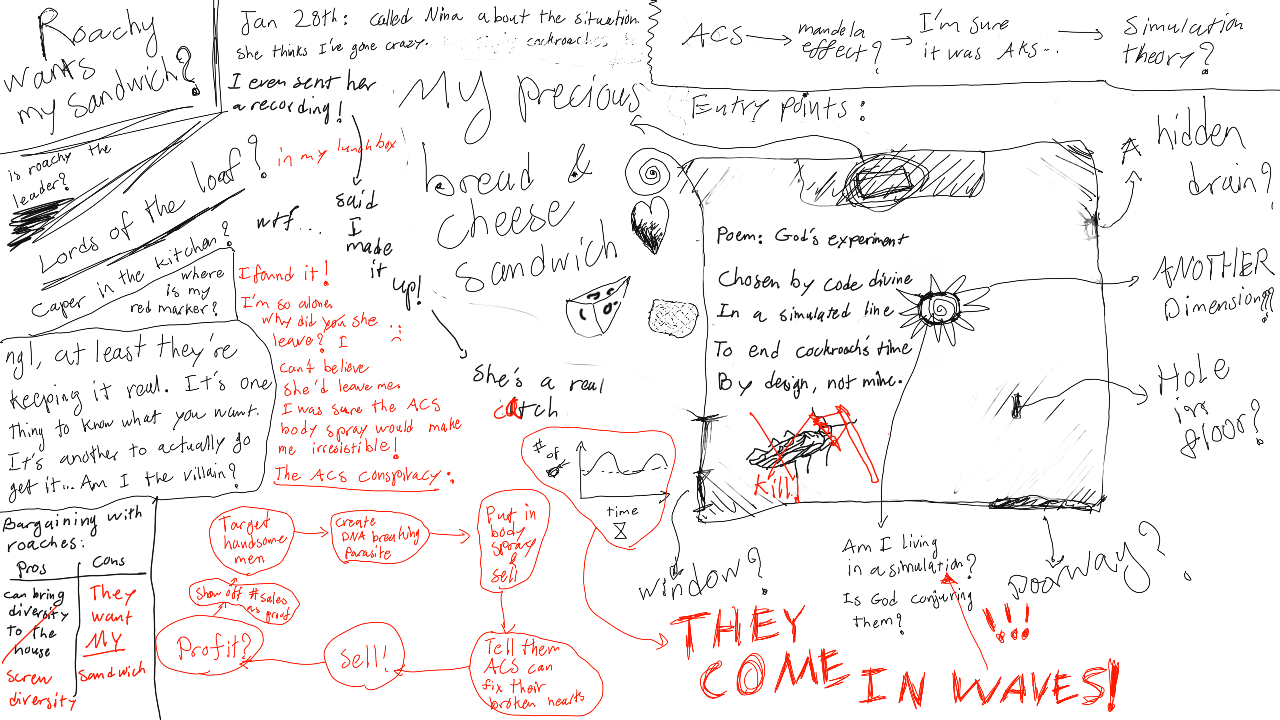 Roachy
wants
my sandwich?
Jan 28th: called Nina about the situation.
She thinks I've gone crazy.
cockroaches
I even sent her
a recording!
said
I
made
it
up!
She's a real
catch
ACS
mandela
effect?
I'm sure
it was AKS...
Simulation
theory?
is roachy the
leader?
Lords of the loaf?
in my lunchbox!
wtf...
Caper in the kitchen?
where
is my
red marker?
I found it!
I'm so alone.
Why did you she
leave? I
can't believe
she'd leave me.
I was sure the ACS
body spray would make
me irresistible!
My precious
bread &
cheese
sandwich
Entry points:
A hidden
drain?
ANOTHER
Dimension??
Hole
in
floor?
Doorway?
window?
Poem: God's experiment
Chosen by code divine
In a simulated line
To end cockroach's time
By design, not mine.
Kill
Am I living
in a simulation?
Is God conjuring
them?
ngl, at least they're
keeping it real. It's one
thing to know what you want.
It's another to actually go
get it... Am I the villain?
Bargaining with
roaches:
Pros
Cons
can bring
diversity
to the
house
screw
diversity
They
want
MY
sandwich
The ACS conspiracy:
Target
handsome
men
Create
DNA breaking
Parasite
Put in
body
spray
&
sell
Tell them
ACS can
fix their
broken hearts
Sell!
Profit?
Show off #sales
as proof
# of
time
THEY
COME IN WAVES!
!!!